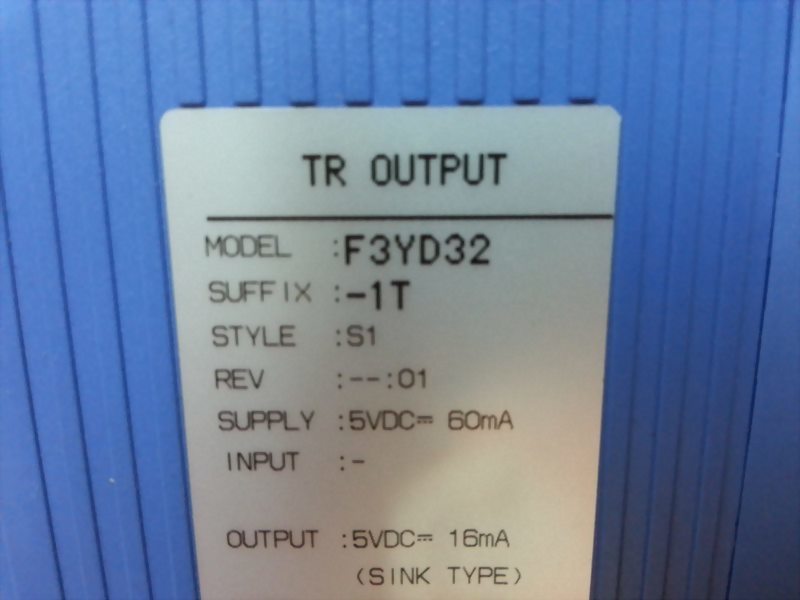 TR OUTPUT
MODEL :F3YD32
SUFFIX :-1T
STYLE :S1
REV :--:01
SUPPLY :5VDC⎓ 60mA
INPUT :-
OUTPUT :5VDC⎓ 16mA
(SINK TYPE)